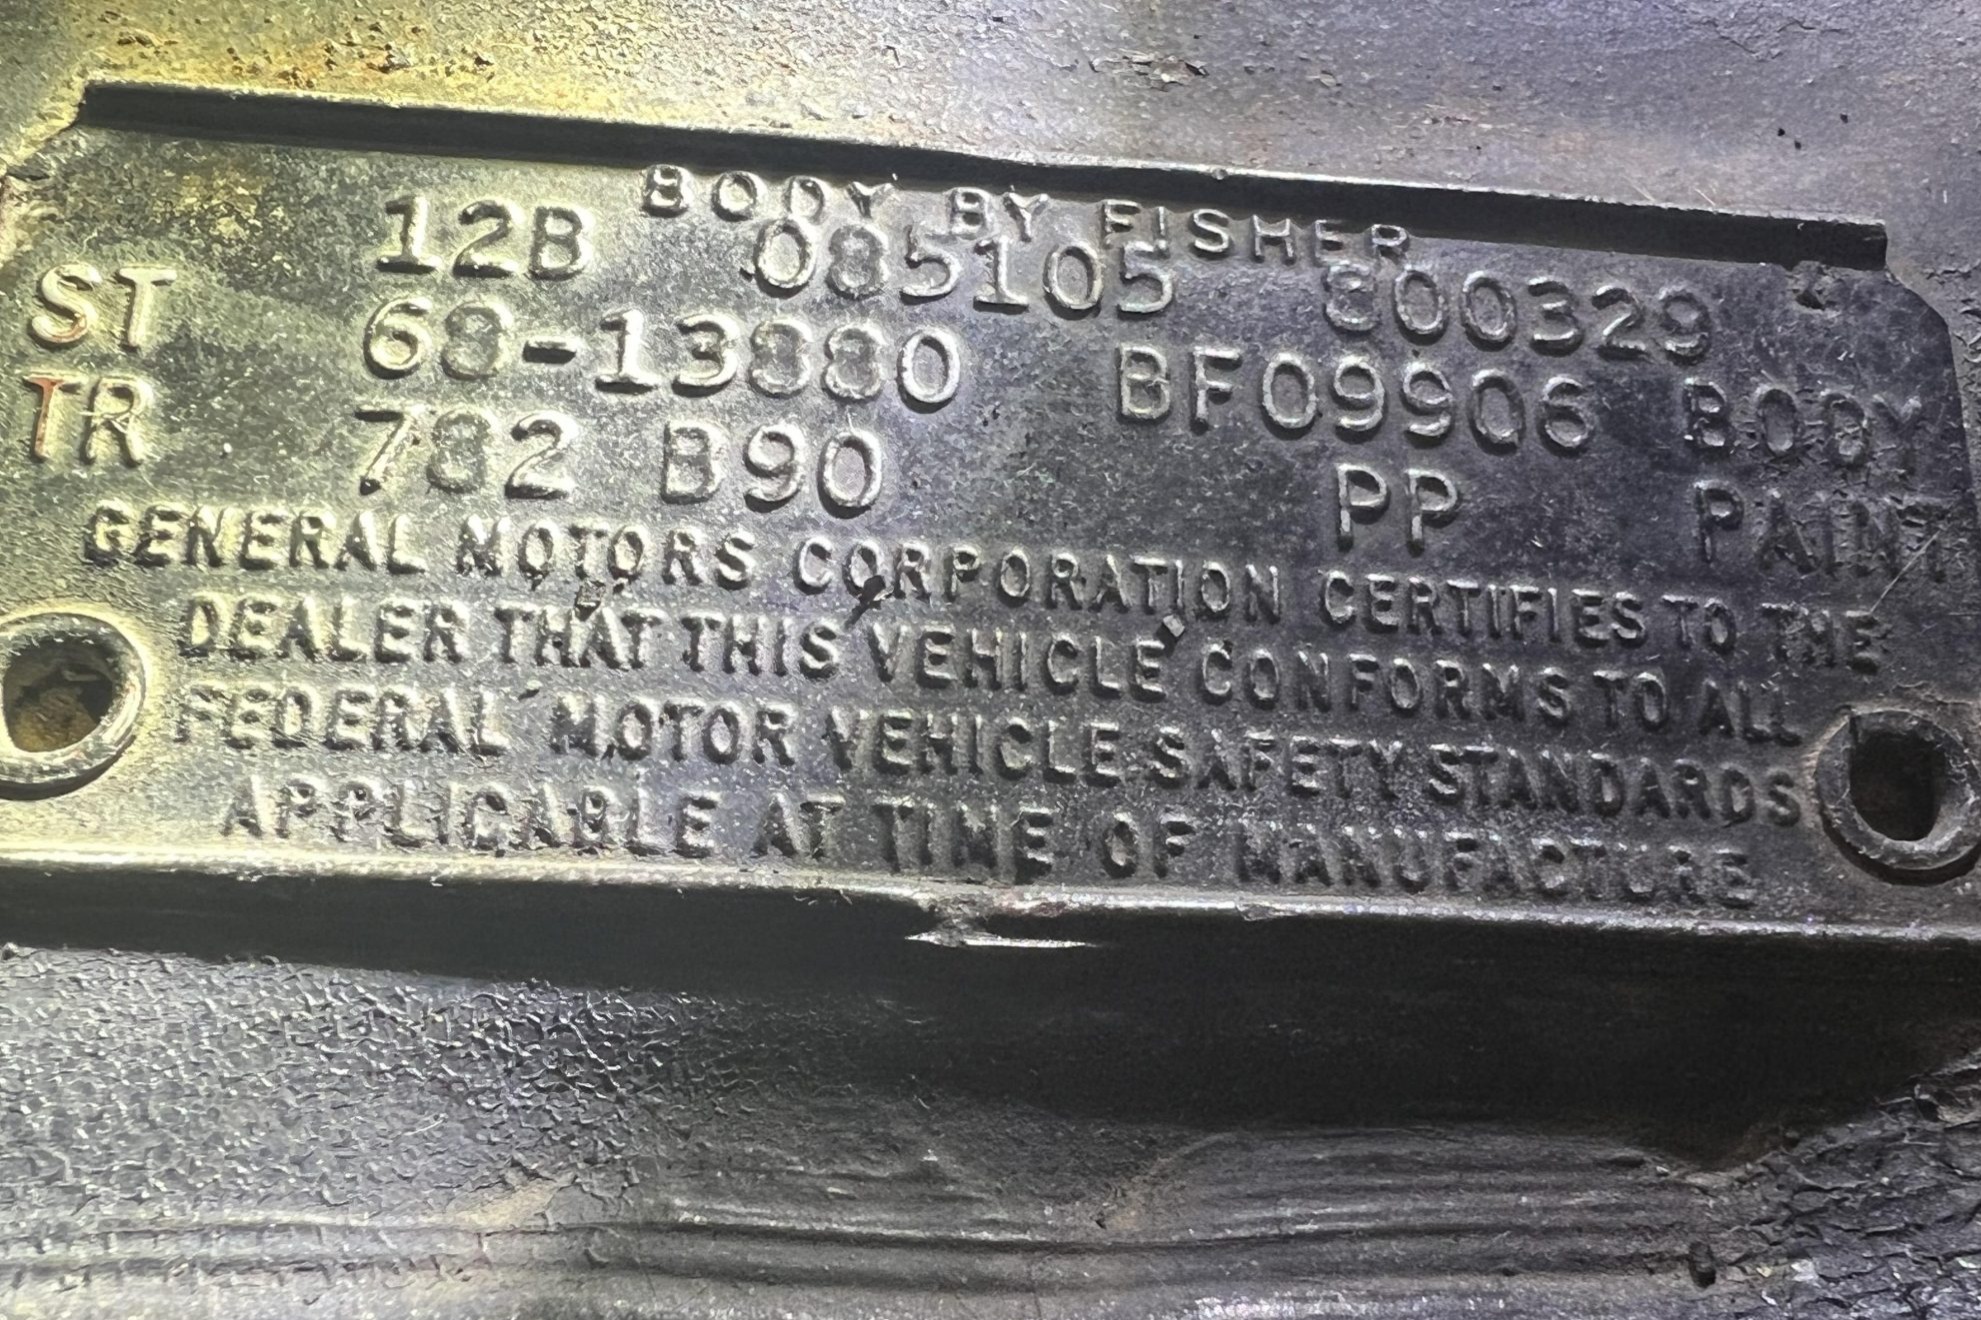 BODY BY FISHER
12B 085105 800329
ST 68-13880 BF09906 BODY
TR 782 B90 PP PAINT
GENERAL MOTORS CORPORATION CERTIFIES TO THE
DEALER THAT THIS VEHICLE CONFORMS TO ALL
FEDERAL MOTOR VEHICLE SAFETY STANDARDS
APPLICABLE AT TIME OF MANUFACTURE